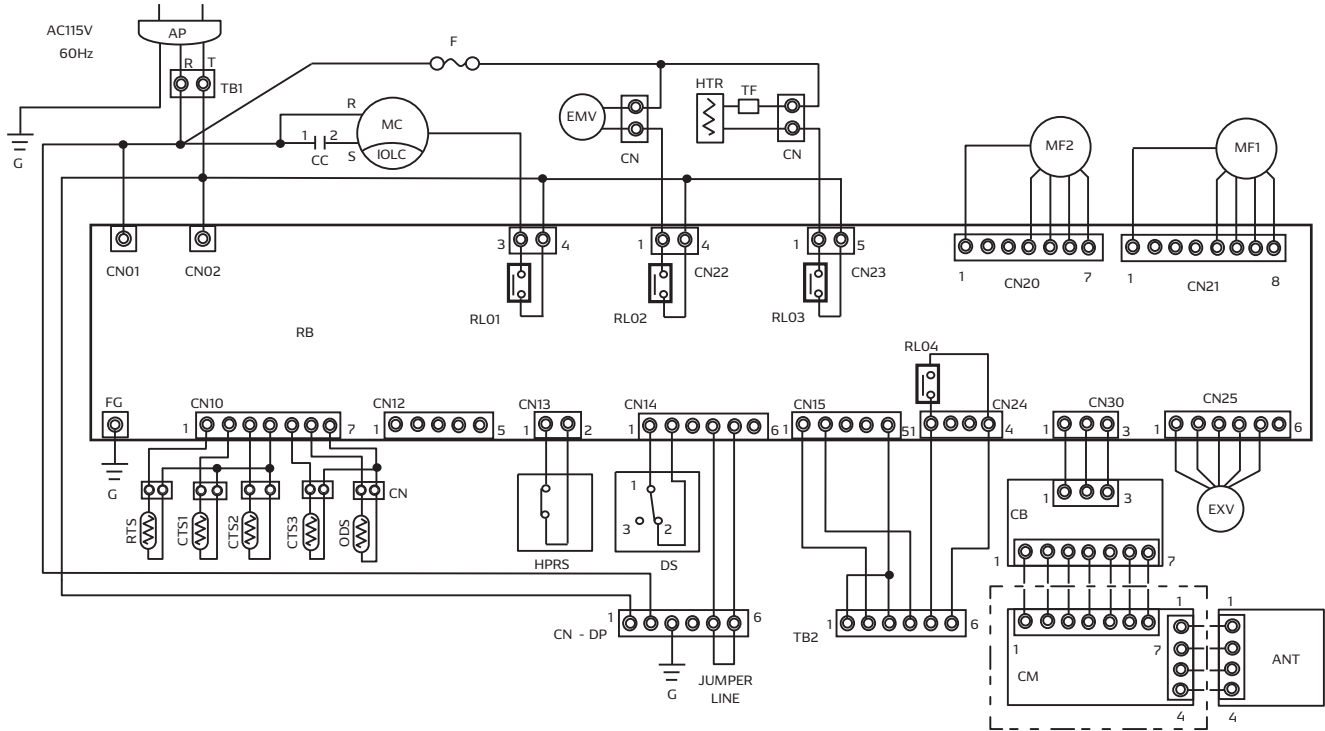 AC115V
60Hz
AP
R T
TB1
G
F
HTR
TF
EMV
CN
CN
R
1 2
S
CC
MC
IOLC
MF2
MF1
CN01
CN02
3 4
1 4
CN22
1 5
CN23
1 7
CN20
1 8
CN21
RL01
RL02
RL03
RB
RL04
FG
CN10
1 7
CN12
1 5
CN13
1 2
CN14
1 6
CN15
1 5
CN24
1 4
CN30
1 3
CN25
1 6
G
RTS
CTS1
CTS2
CTS3
ODS
CN
HPRS
1
3 2
DS
CB
1 3
1 7
EXV
CN - DP
1 6
G
JUMPER
LINE
TB2
1 6
1 7
CM
1
4
1
4
ANT